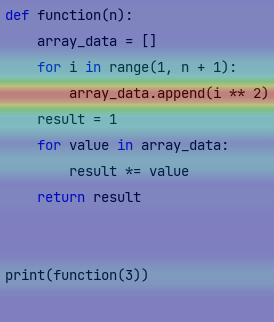 def function(n):
    array_data = []
    for i in range(1, n + 1):
        array_data.append(i ** 2)
    result = 1
    for value in array_data:
        result *= value
    return result
print(function(3))